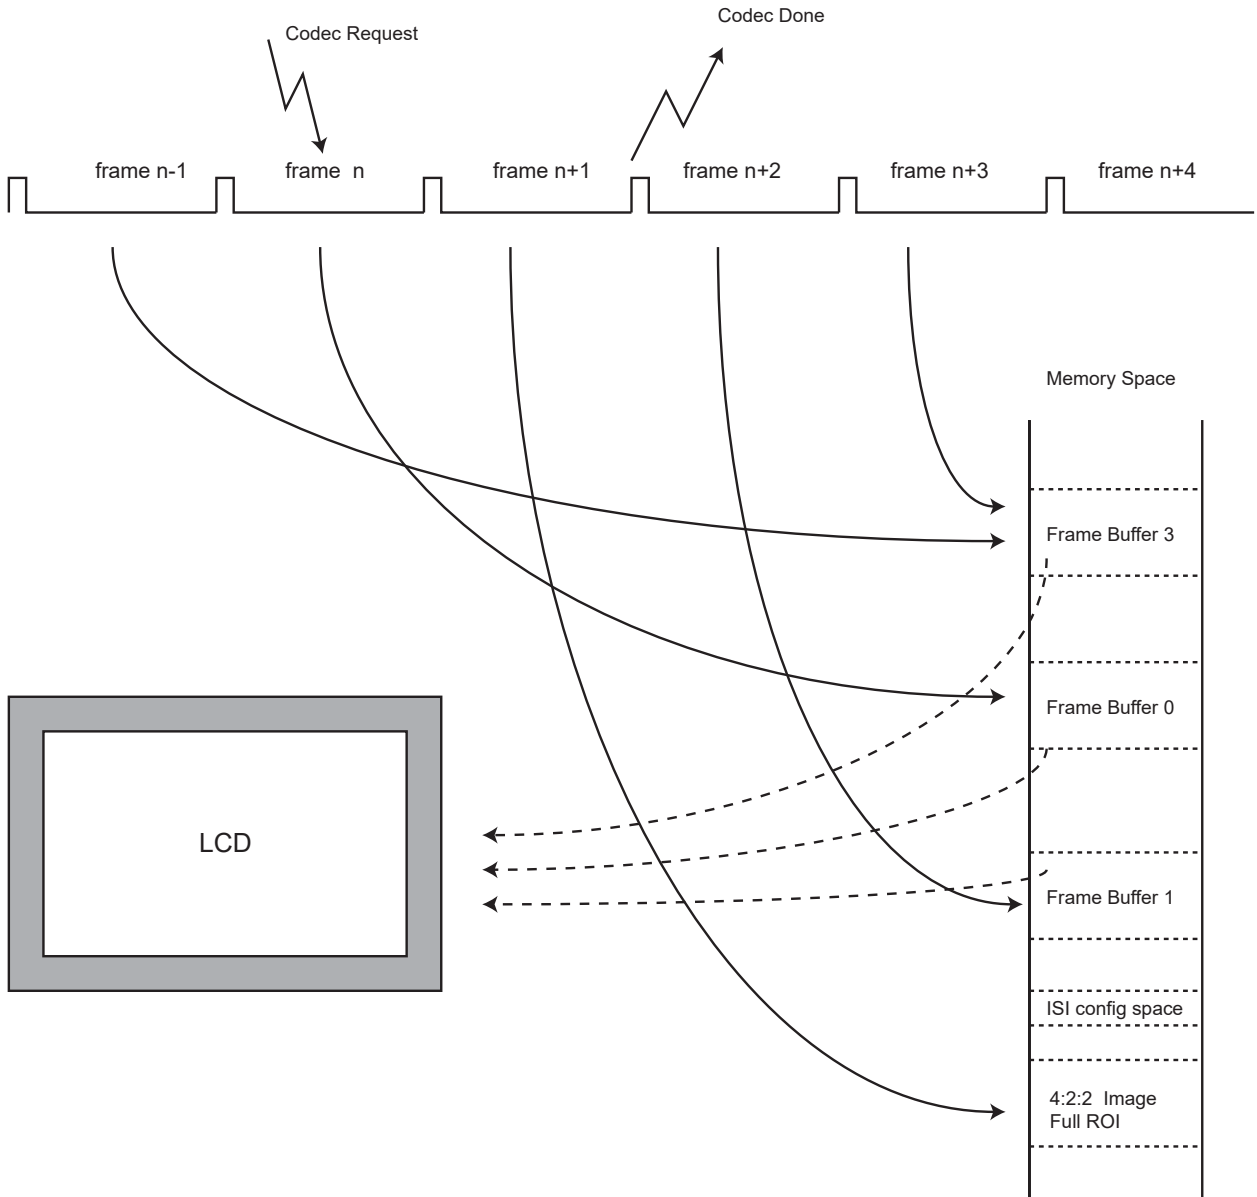 Codec Request
Codec Done
frame n-1
frame  n
frame n+1
frame n+2
frame n+3
frame n+4
Memory Space
Frame Buffer 3
Frame Buffer 0
LCD
Frame Buffer 1
ISI config space
4:2:2  Image
Full ROI